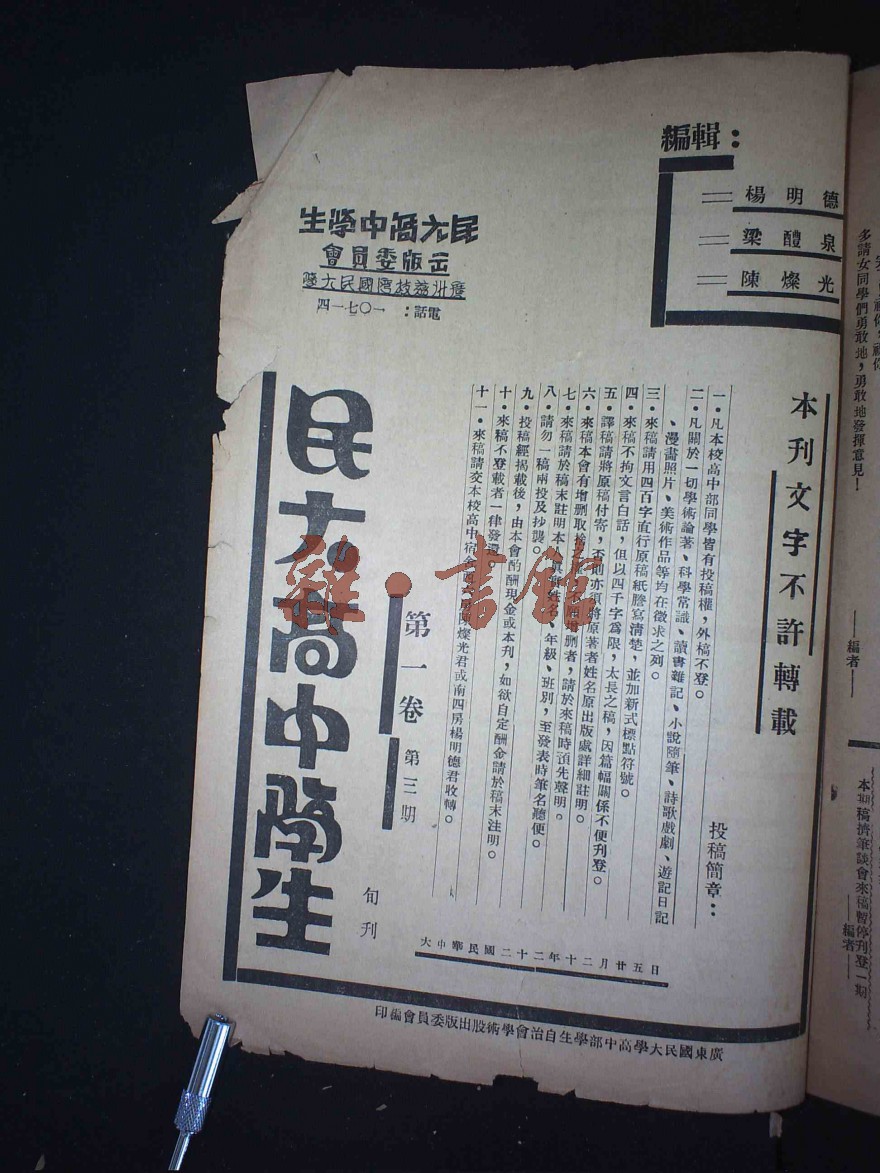 編輯：
楊明德
梁醴泉
陳燦光
民大高中學生
出版委員會
廣州荔枝灣國民大學
電話：一〇七一四
本刊文字不許轉載
投稿簡章：
一・凡本校高中部同學皆有投稿權，外稿不登。
二・凡關於一切學術論著、科學常識、讀書雜記、小說隨筆、詩歌戲劇、遊記日記
、漫畫照片、美術作品等均在徵求之列。
三・來稿請用四百字直行原稿紙謄寫清楚，並加新式標點符號。
四・來稿不拘文言白話，但以四千字爲限，太長之稿，因篇幅關係不便刊登。
五・譯稿請將原稿付寄，否則亦須將原著者姓名原出版處詳細註明。
六・來稿本會有增刪取捨，增刪者，請於來稿時預先聲明。
七・來稿請於稿末註明本姓名、年級、班別，至發表時筆名聽便。
八・請勿一稿兩投及抄襲。
九・投稿經揭載後，由本會酌酬現金或本刊，如欲自定酬金請於稿末注明。
十・來稿不登載者一律發還
十一・來稿請交本校高中宿舍房陳燦光君或南四房楊明德君收轉。
第一卷 第三期
民大高中學生
旬刊
大中華民國二十二年十二月廿五日
廣東國民大學高中部學生自治會學術股出版委員會編印
雜・書館
多請女同學們勇敢地，勇敢地發揮意見！
——編者——
本期稿擠筆談會來稿暫停刊登一期
編者——